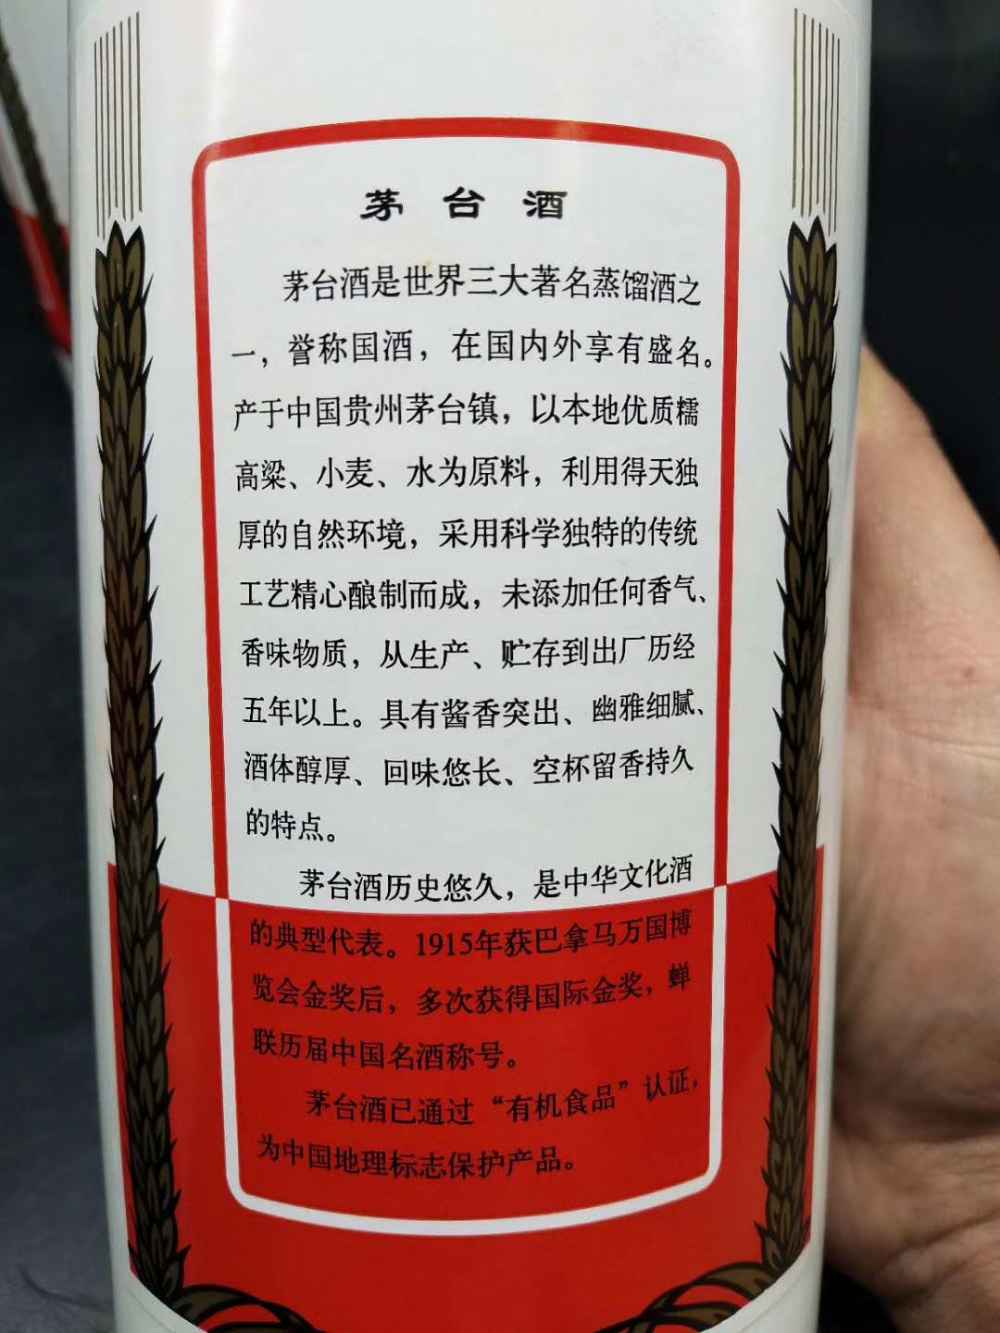 茅台酒
茅台酒是世界三大著名蒸馏酒之
一，誉称国酒，在国内外享有盛名。
产于中国贵州茅台镇，以本地优质糯
高粱、小麦、水为原料，利用得天独
厚的自然环境，采用科学独特的传统
工艺精心酿制而成，未添加任何香气、
香味物质，从生产、贮存到出厂历经
五年以上。具有酱香突出、幽雅细腻、
酒体醇厚、回味悠长、空杯留香持久
的特点。
茅台酒历史悠久，是中华文化酒
的典型代表。1915年获巴拿马万国博
览会金奖后，多次获得国际金奖，蝉
联历届中国名酒称号。
茅台酒已通过“有机食品”认证，
为中国地理标志保护产品。